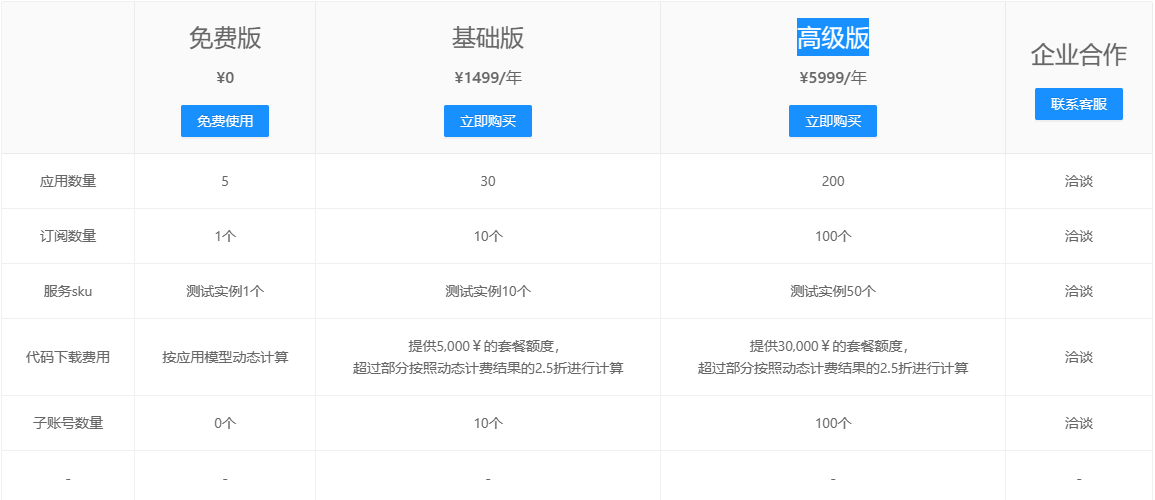 免费版
基础版
高级版
企业合作
¥0
¥1499/年
¥5999/年
免费使用
立即购买
立即购买
联系客服
应用数量
5
30
200
洽谈
订阅数量
1个
10个
100个
洽谈
服务sku
测试实例1个
测试实例10个
测试实例50个
洽谈
代码下载费用
按应用模型动态计算
提供5,000￥的套餐额度，
超过部分按照动态计费结果的2.5折进行计算
提供30,000￥的套餐额度，
超过部分按照动态计费结果的2.5折进行计算
洽谈
子账号数量
0个
10个
100个
洽谈
-
-
-
-
-